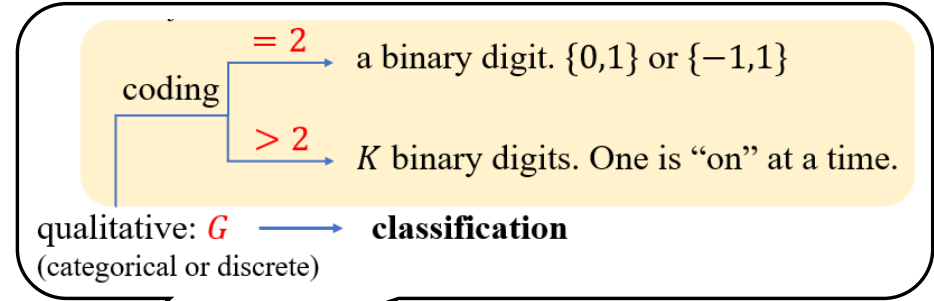 = 2
a binary digit. {0,1} or {−1,1}
coding
> 2
K binary digits. One is “on” at a time.
qualitative: G
classification
(categorical or discrete)